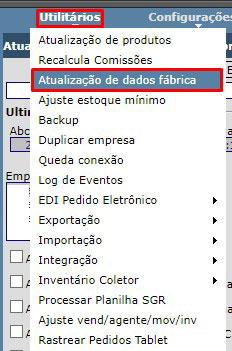 Utilitários
Configurações
Atualização de produtos
Recalcula Comissões
Atualização de dados fábrica
Ajuste estoque mínimo
Backup
Duplicar empresa
Queda conexão
Log de Eventos
EDI Pedido Eletrônico
Exportação
Importação
Integração
Inventário Coletor
Processar Planilha SGR
Ajuste vend/agente/mov/inv
Rastrear Pedidos Tablet